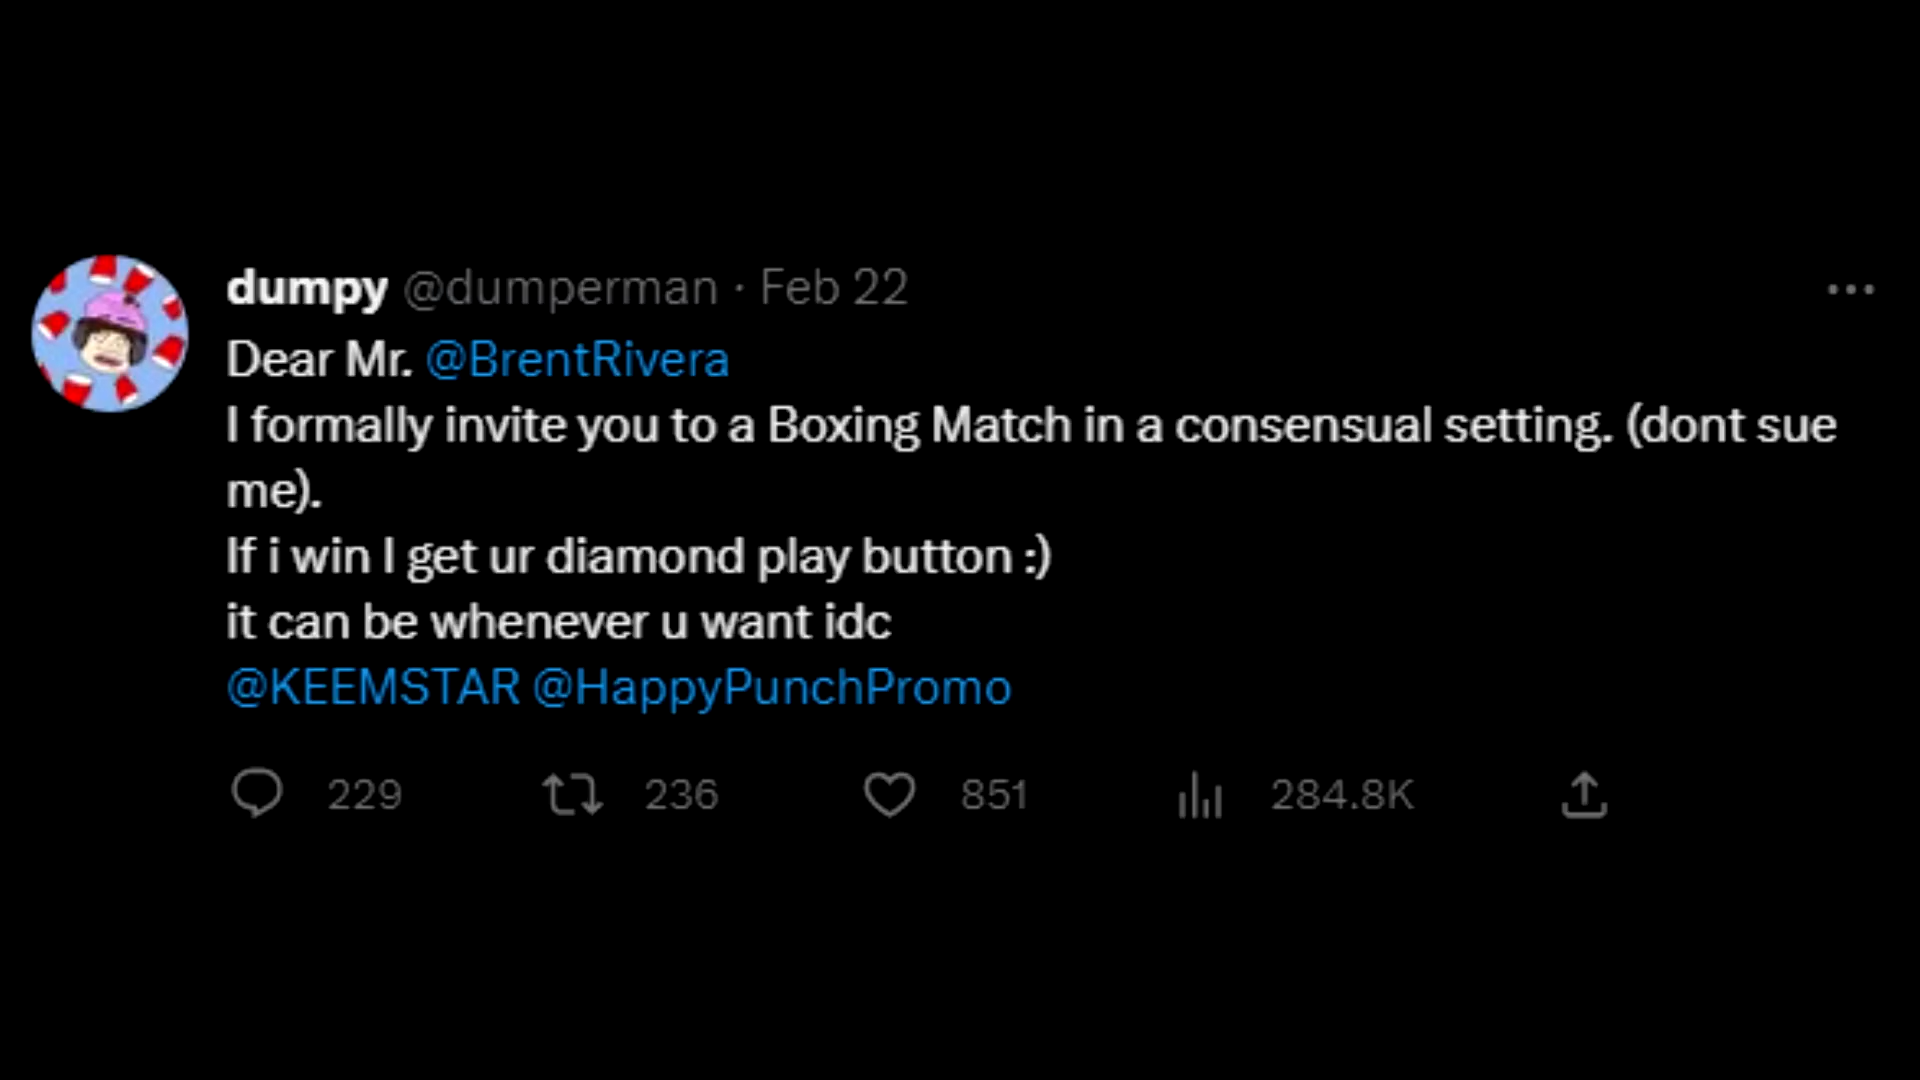 dumpy @dumperman · Feb 22
Dear Mr. @BrentRivera
I formally invite you to a Boxing Match in a consensual setting. (dont sue
me).
If i win I get ur diamond play button :)
it can be whenever u want idc
@KEEMSTAR @HappyPunchPromo
229 236 851 284.8K